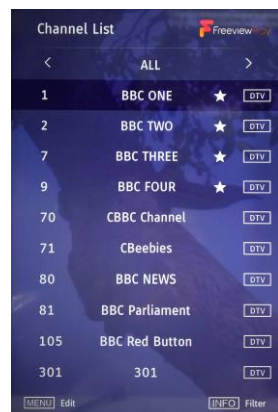 Channel List Freeview Play
< ALL >
1 BBC ONE ★ DTV
2 BBC TWO ★ DTV
7 BBC THREE ★ DTV
9 BBC FOUR ★ DTV
70 CBBC Channel DTV
71 CBeebies DTV
80 BBC NEWS DTV
81 BBC Parliament DTV
105 BBC Red Button DTV
301 301 DTV
MENU Edit INFO Filter